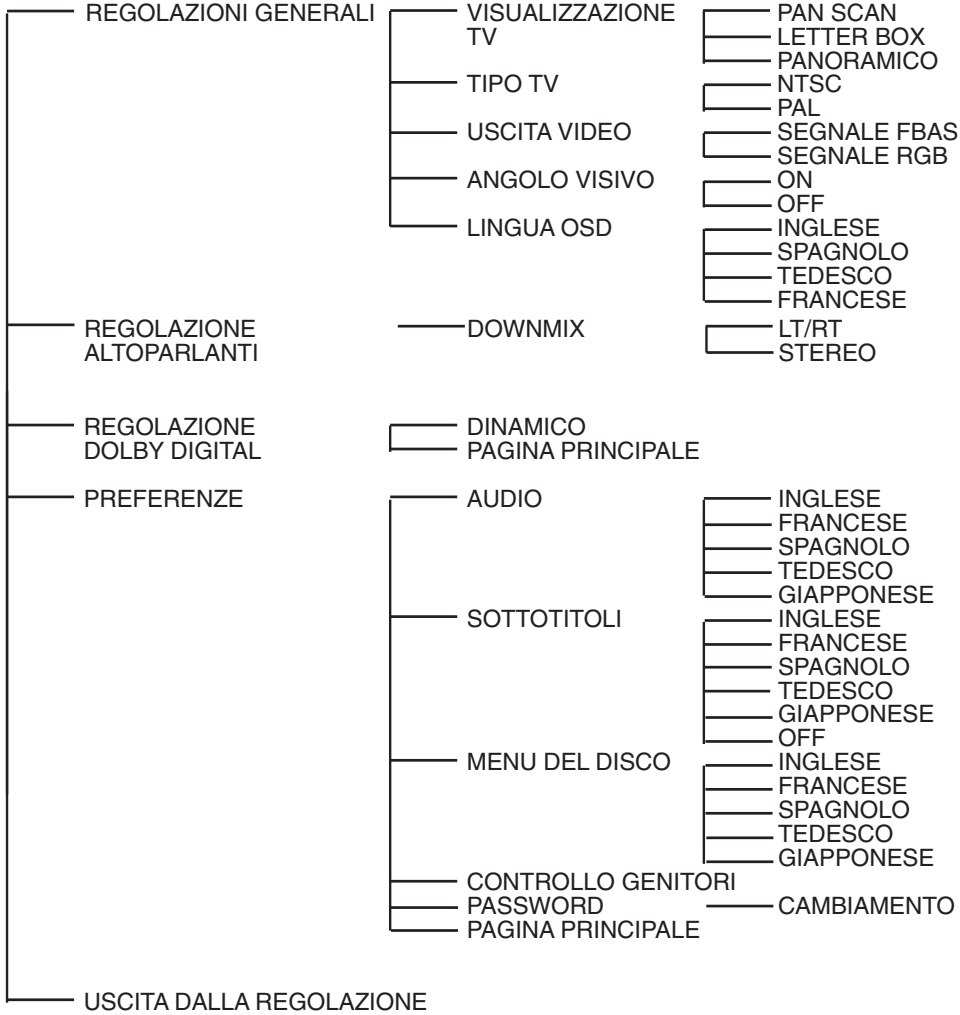 REGOLAZIONI GENERALI
VISUALIZZAZIONE
TV
PAN SCAN
LETTER BOX
PANORAMICO
TIPO TV
NTSC
PAL
USCITA VIDEO
SEGNALE FBAS
SEGNALE RGB
ANGOLO VISIVO
ON
OFF
LINGUA OSD
INGLESE
SPAGNOLO
TEDESCO
FRANCESE
REGOLAZIONE
ALTOPARLANTI
DOWNMIX
LT/RT
STEREO
REGOLAZIONE
DOLBY DIGITAL
DINAMICO
PAGINA PRINCIPALE
PREFERENZE
AUDIO
INGLESE
FRANCESE
SPAGNOLO
TEDESCO
GIAPPONESE
SOTTOTITOLI
INGLESE
FRANCESE
SPAGNOLO
TEDESCO
GIAPPONESE
OFF
MENU DEL DISCO
INGLESE
FRANCESE
SPAGNOLO
TEDESCO
GIAPPONESE
CONTROLLO GENITORI
PASSWORD
CAMBIAMENTO
PAGINA PRINCIPALE
USCITA DALLA REGOLAZIONE